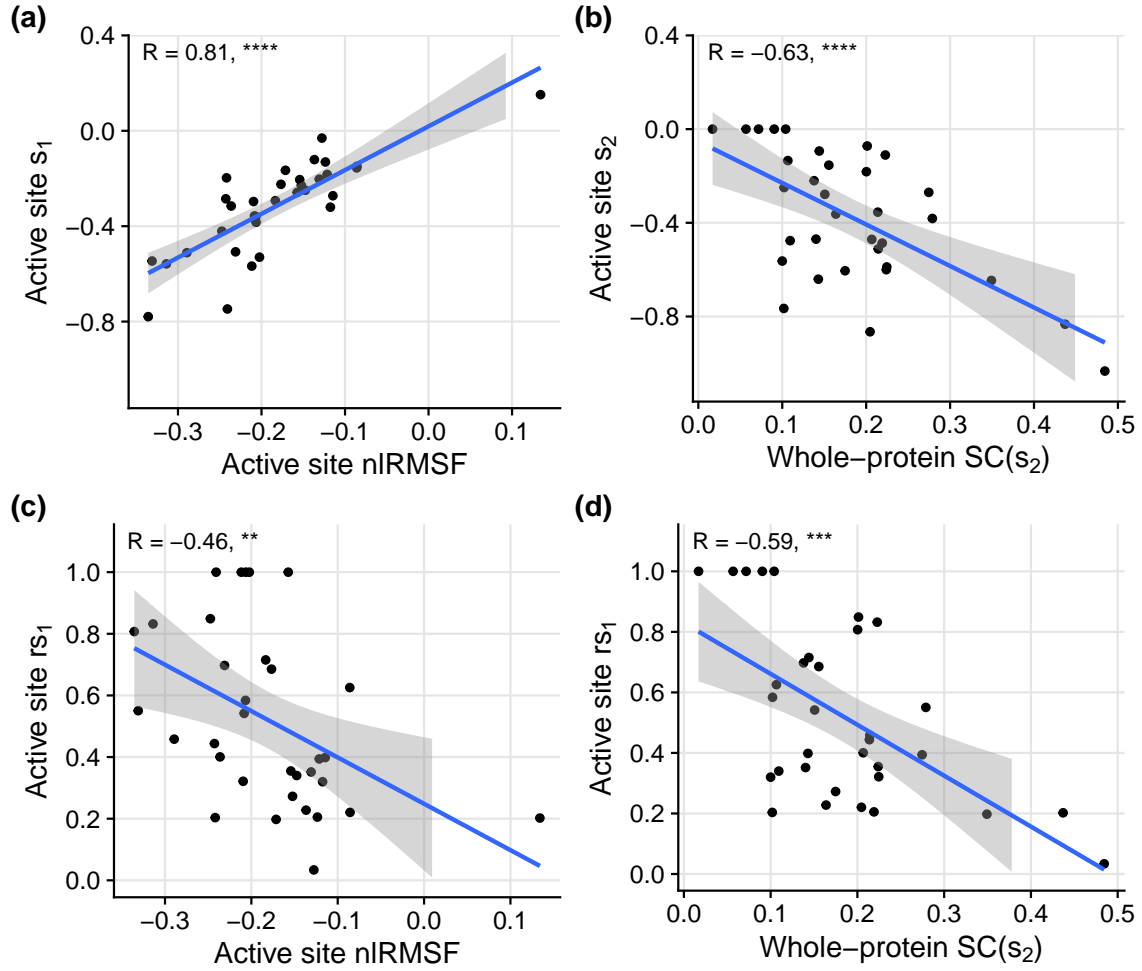 (a)
R = 0.81, ****
0.4
0.0
−0.4
−0.8
Active site s₁
−0.3 −0.2 −0.1 0.0 0.1
Active site nlRMSF
(b)
R = −0.63, ****
0.4
0.0
−0.4
−0.8
Active site s₂
0.0 0.1 0.2 0.3 0.4 0.5
Whole−protein SC(s₂)
(c)
R = −0.46, **
1.0
0.8
0.6
0.4
0.2
0.0
Active site rs₁
−0.3 −0.2 −0.1 0.0 0.1
Active site nlRMSF
(d)
R = −0.59, ***
1.0
0.8
0.6
0.4
0.2
0.0
Active site rs₁
0.0 0.1 0.2 0.3 0.4 0.5
Whole−protein SC(s₂)